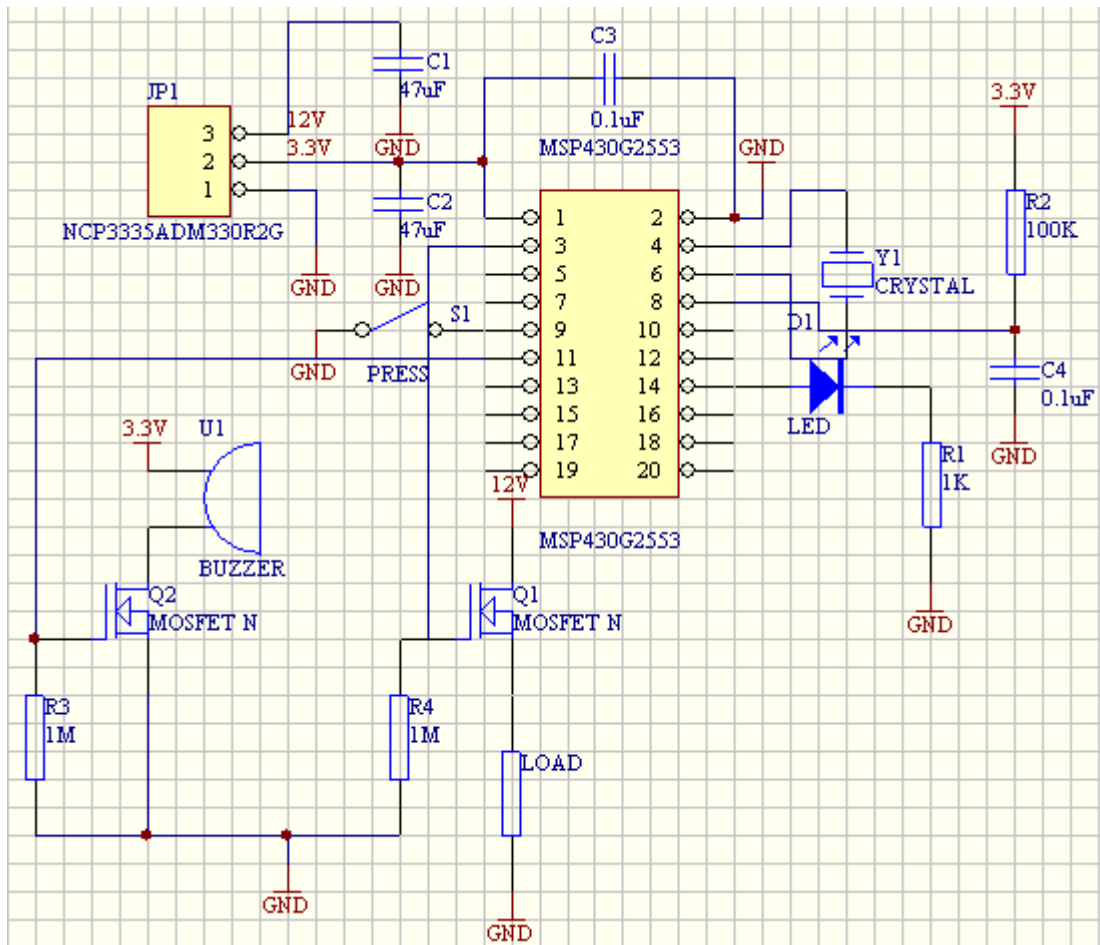 C3
C1
47uF
0.1uF
MSP430G2553
JP1
12V
3.3V
3
2
1
NCP3335ADM330R2G
GND
C2
47uF
GND
GND
GND
3.3V
R2
100K
1 2
3 4
5 6
7 8
9 10
11 12
13 14
15 16
17 18
19 20
MSP430G2553
Y1
CRYSTAL
D1
LED
C4
0.1uF
GND
R1
1K
GND
S1
PRESS
GND
3.3V
U1
BUZZER
12V
Q2
MOSFET N
Q1
MOSFET N
R3
1M
R4
1M
LOAD
GND
GND